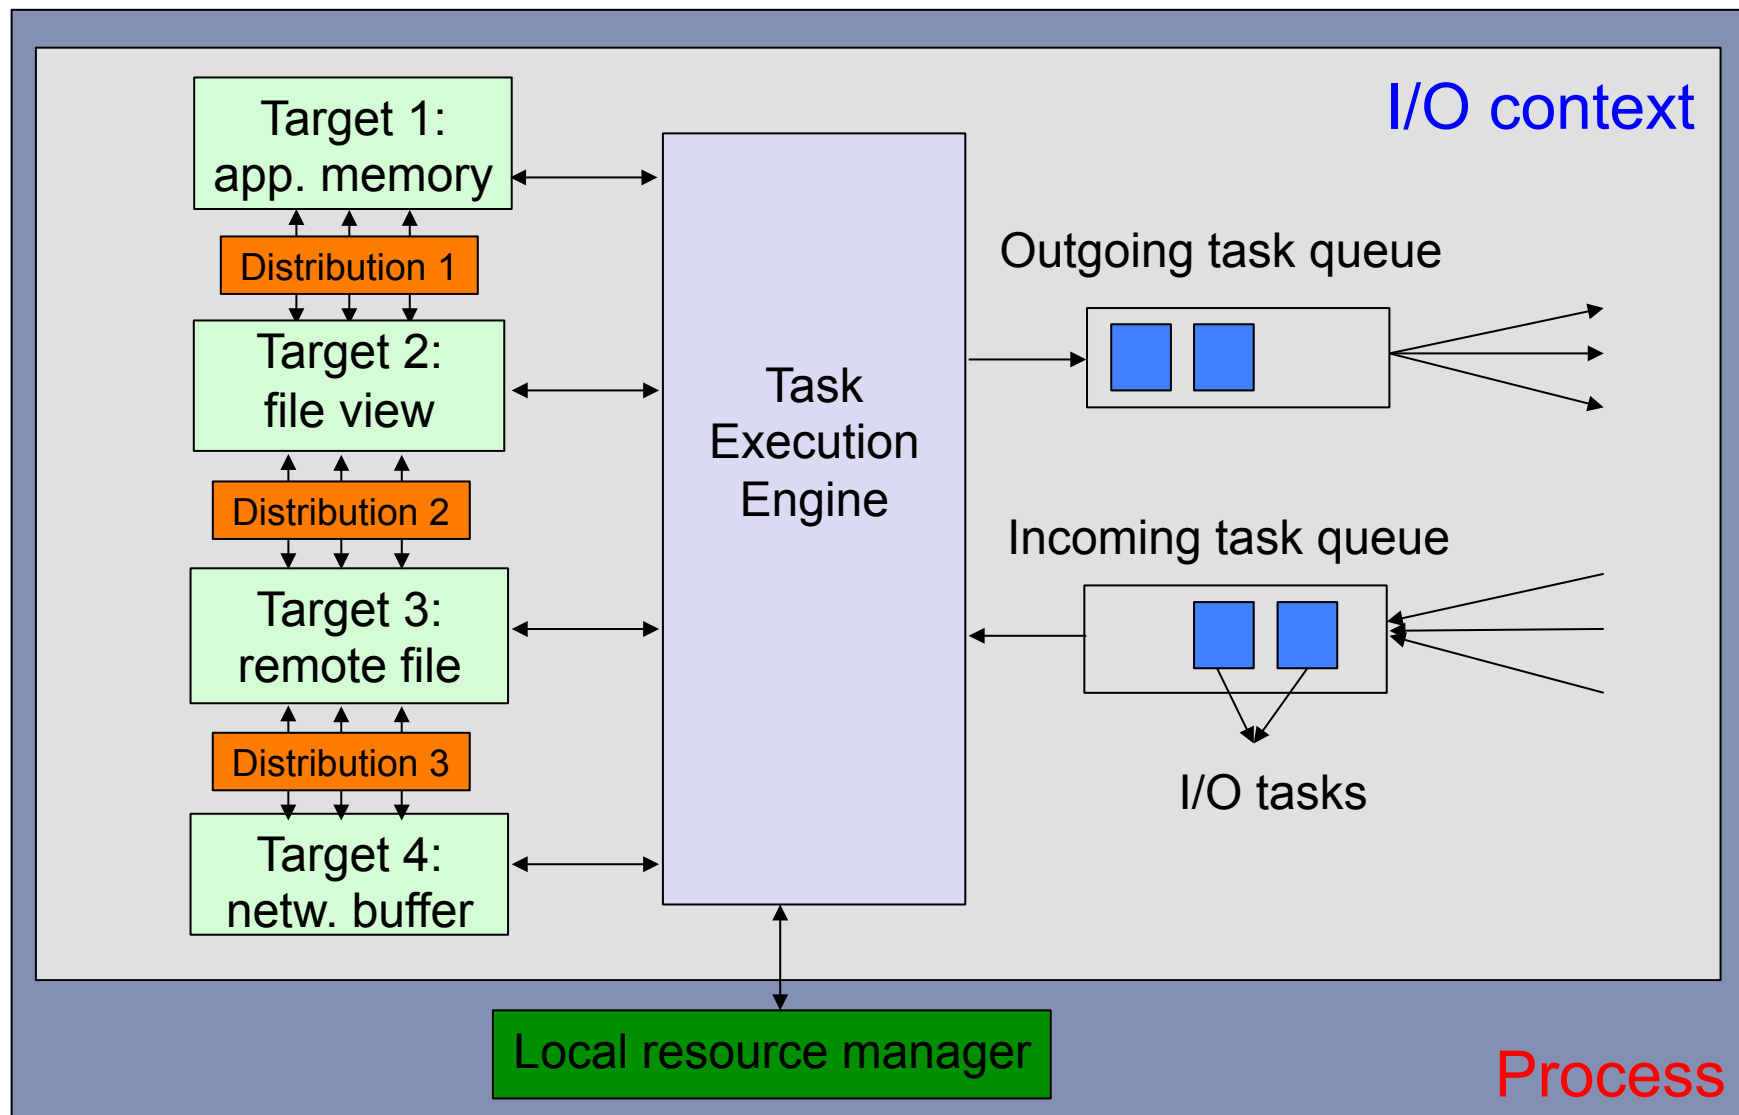 I/O context
Target 1:
app. memory
Distribution 1
Target 2:
file view
Distribution 2
Target 3:
remote file
Distribution 3
Target 4:
netw. buffer
Task
Execution
Engine
Outgoing task queue
Incoming task queue
I/O tasks
Local resource manager
Process